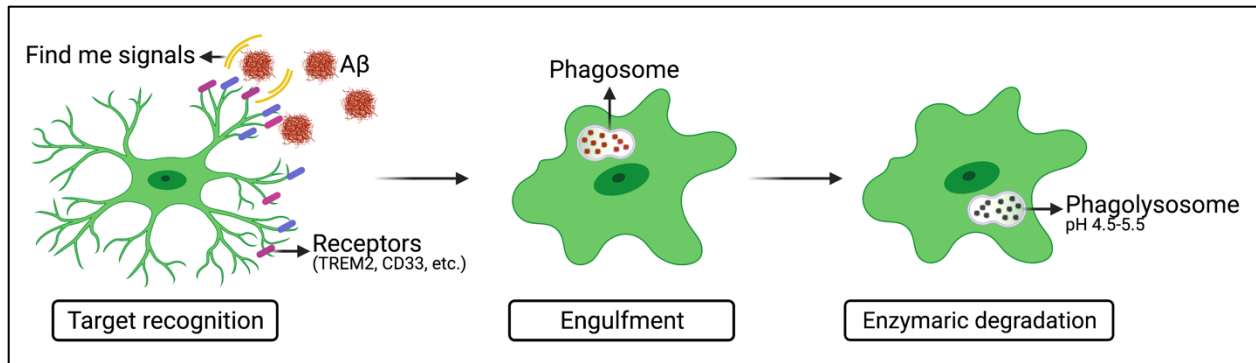 Find me signals
Aβ
Receptors
(TREM2, CD33, etc.)
Target recognition
Phagosome
Engulfment
Phagolysosome
pH 4.5-5.5
Enzymaric degradation